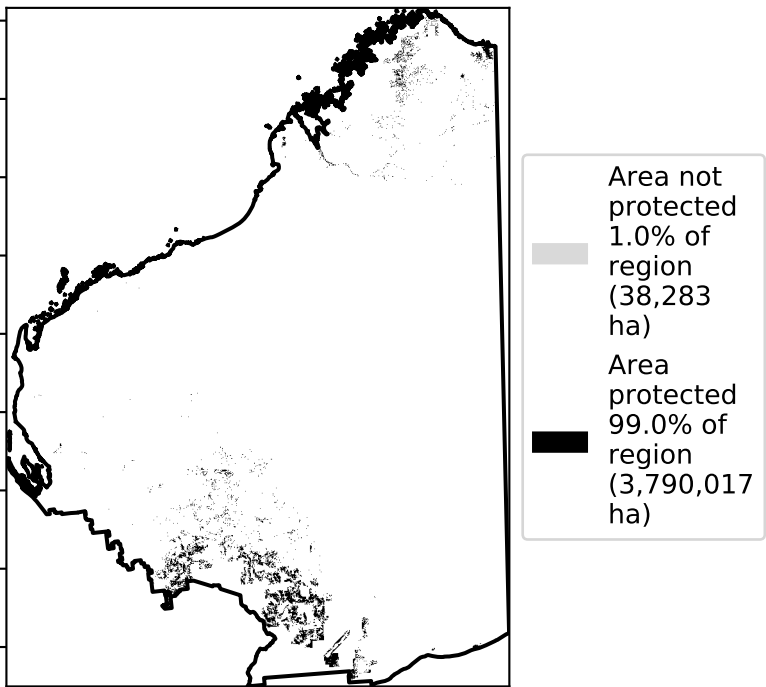 Area not
protected
1.0% of
region
(38,283
ha)
Area
protected
99.0% of
region
(3,790,017
ha)